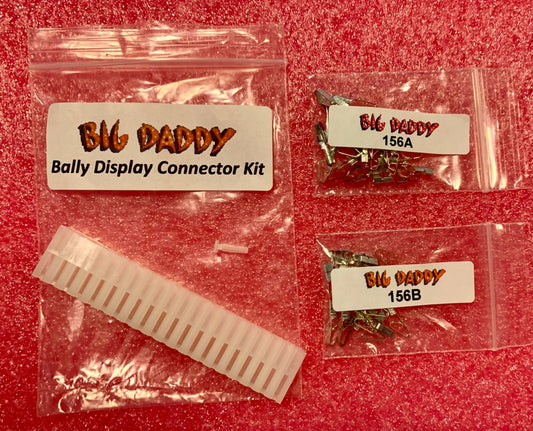 BIG DADDY
Bally Display Connector Kit
BIG DADDY
156A
BIG DADDY
156B